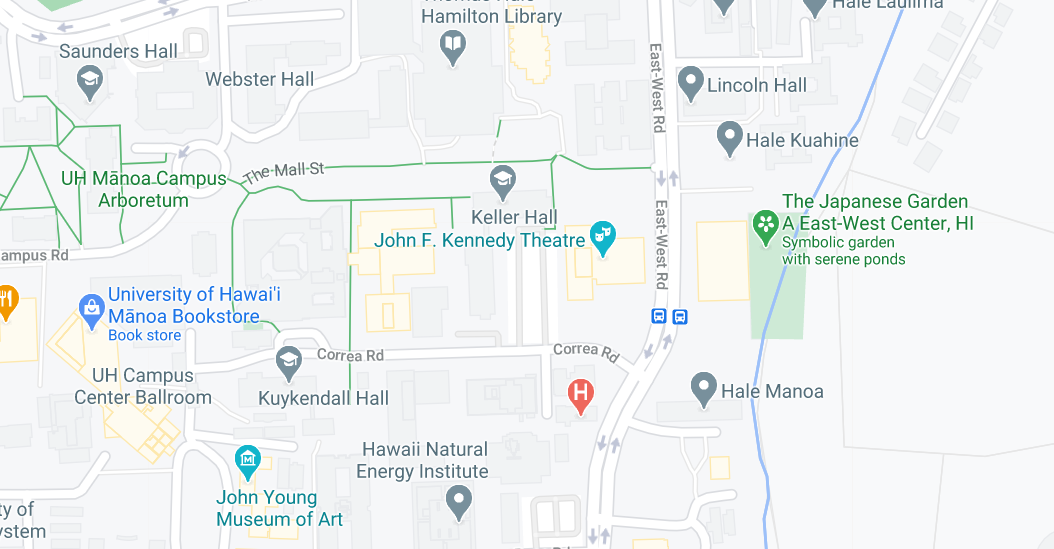 Hamilton Library
Hale Laulima
Saunders Hall
Webster Hall
East-West Rd
Lincoln Hall
Hale Kuahine
The Mall St
UH Mānoa Campus
Arboretum
Keller Hall
John F. Kennedy Theatre
East-West Rd
The Japanese Garden
A East-West Center, HI
Symbolic garden
with serene ponds
ampus Rd
University of Hawai'i
Mānoa Bookstore
Book store
Correa Rd
Correa Rd
UH Campus
Center Ballroom
Kuykendall Hall
H
Hale Manoa
Hawaii Natural
Energy Institute
John Young
Museum of Art
ty of
ystem